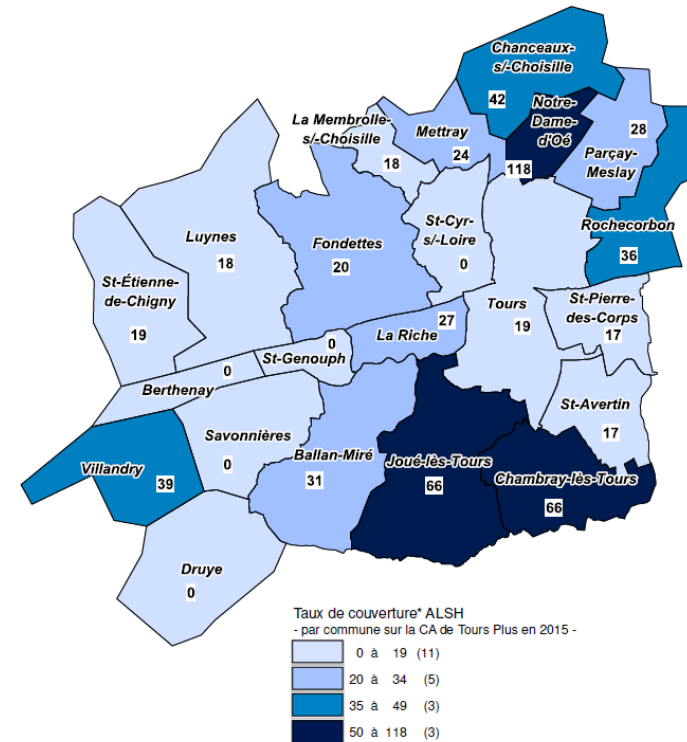 Chanceaux-
s/-Choisille
42
Notre-
Dame-
d'Oé
118
La Membrolle-
s/-Choisille
18
Mettray
24
28
Parçay-
Meslay
Rochecorbon
36
Luynes
18
Fondettes
20
St-Cyr-
s/-Loire
0
St-Étienne-
de-Chigny
19
Tours
19
St-Pierre-
des-Corps
17
27
La Riche
0
St-Genouph
0
Berthenay
St-Avertin
17
Savonnières
0
Villandry
39
Ballan-Miré
31
Joué-lès-Tours
66
Chambray-lès-Tours
66
Druye
0
Taux de couverture* ALSH
- par commune sur la CA de Tours Plus en 2015 -
0 à 19 (11)
20 à 34 (5)
35 à 49 (3)
50 à 118 (3)